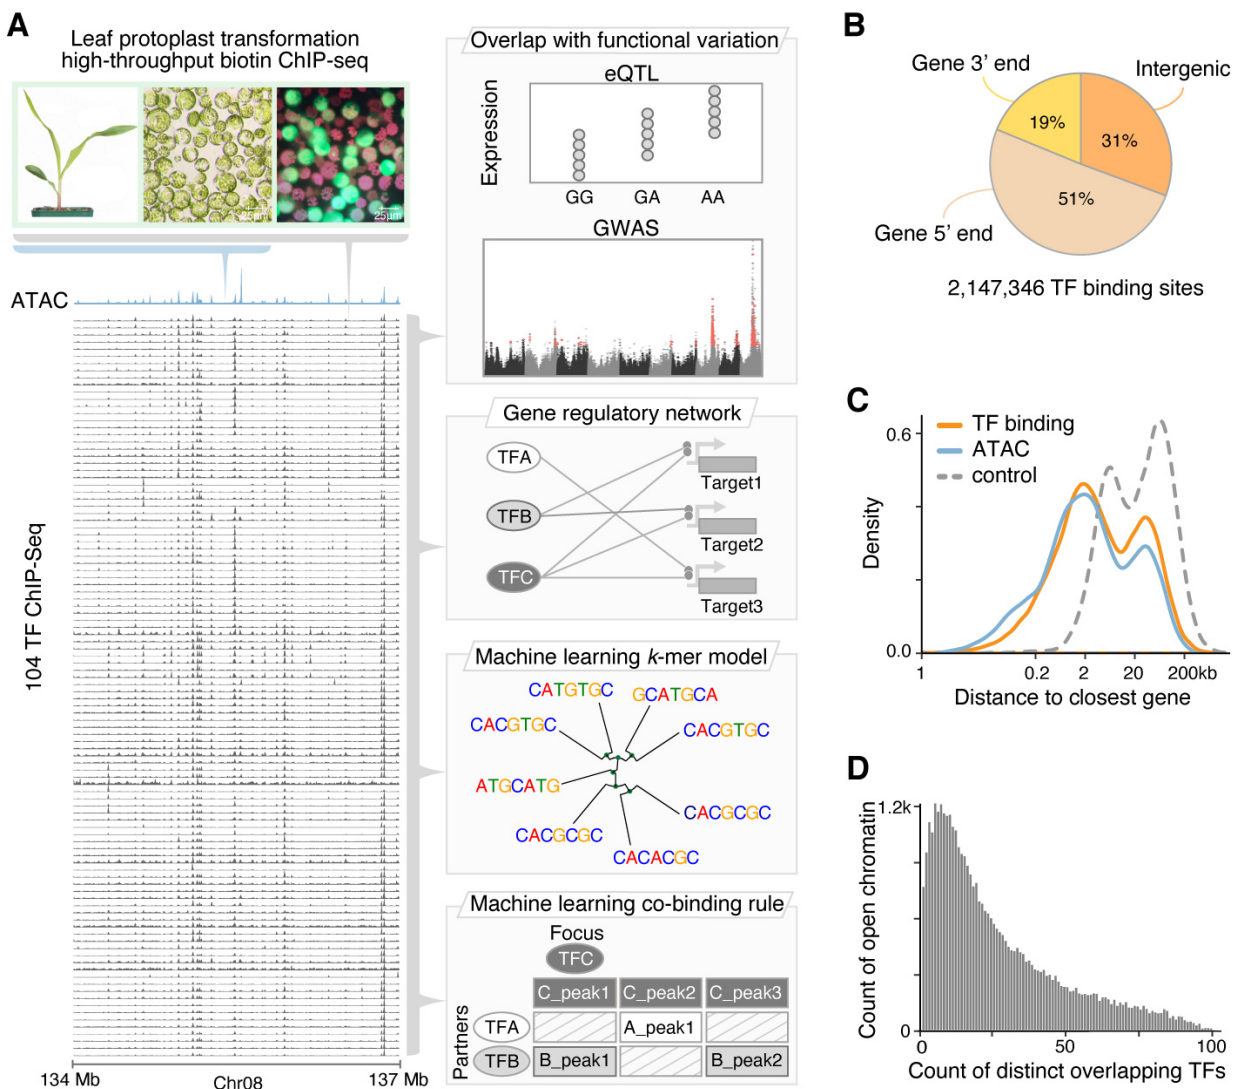 A
Leaf protoplast transformation
high-throughput biotin ChIP-seq
25µm
25µm
ATAC
104 TF ChIP-Seq
134 Mb
Chr08
137 Mb
Overlap with functional variation
eQTL
Expression
GG
GA
AA
GWAS
Gene regulatory network
TFA
TFB
TFC
Target1
Target2
Target3
Machine learning k-mer model
CATGTGC
GCATGCA
CACGTGC
CACGTGC
ATGCATG
CACGCGC
CACGCGC
CACACGC
Machine learning co-binding rule
Focus
TFC
C_peak1
C_peak2
C_peak3
Partners
TFA
A_peak1
TFB
B_peak1
B_peak2
B
Gene 3' end
Intergenic
19%
31%
51%
Gene 5' end
2,147,346 TF binding sites
C
TF binding
ATAC
control
0.6
Density
0.0
1
0.2
2
20
200kb
Distance to closest gene
D
1.2k
Count of open chromatin
0
0
50
100
Count of distinct overlapping TFs